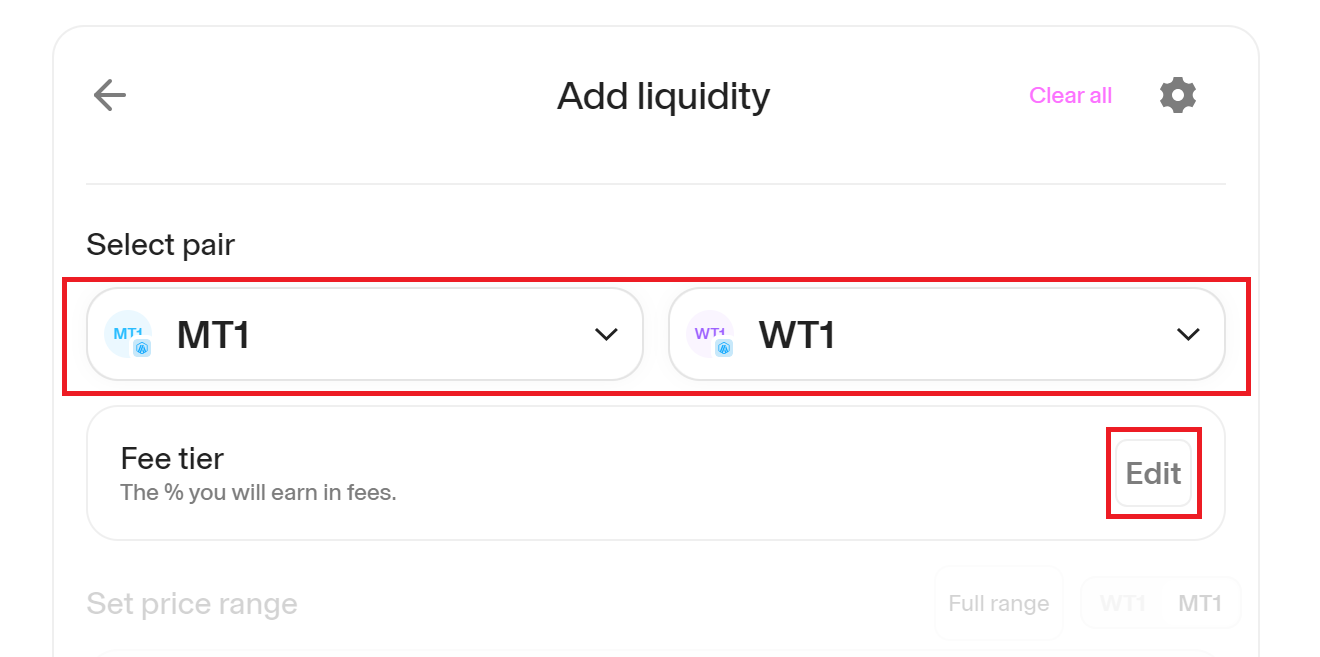 Add liquidity
Clear all
Select pair
MT1 MT1
WT1 WT1
Fee tier
The % you will earn in fees.
Edit
Set price range
Full range
WT1 MT1